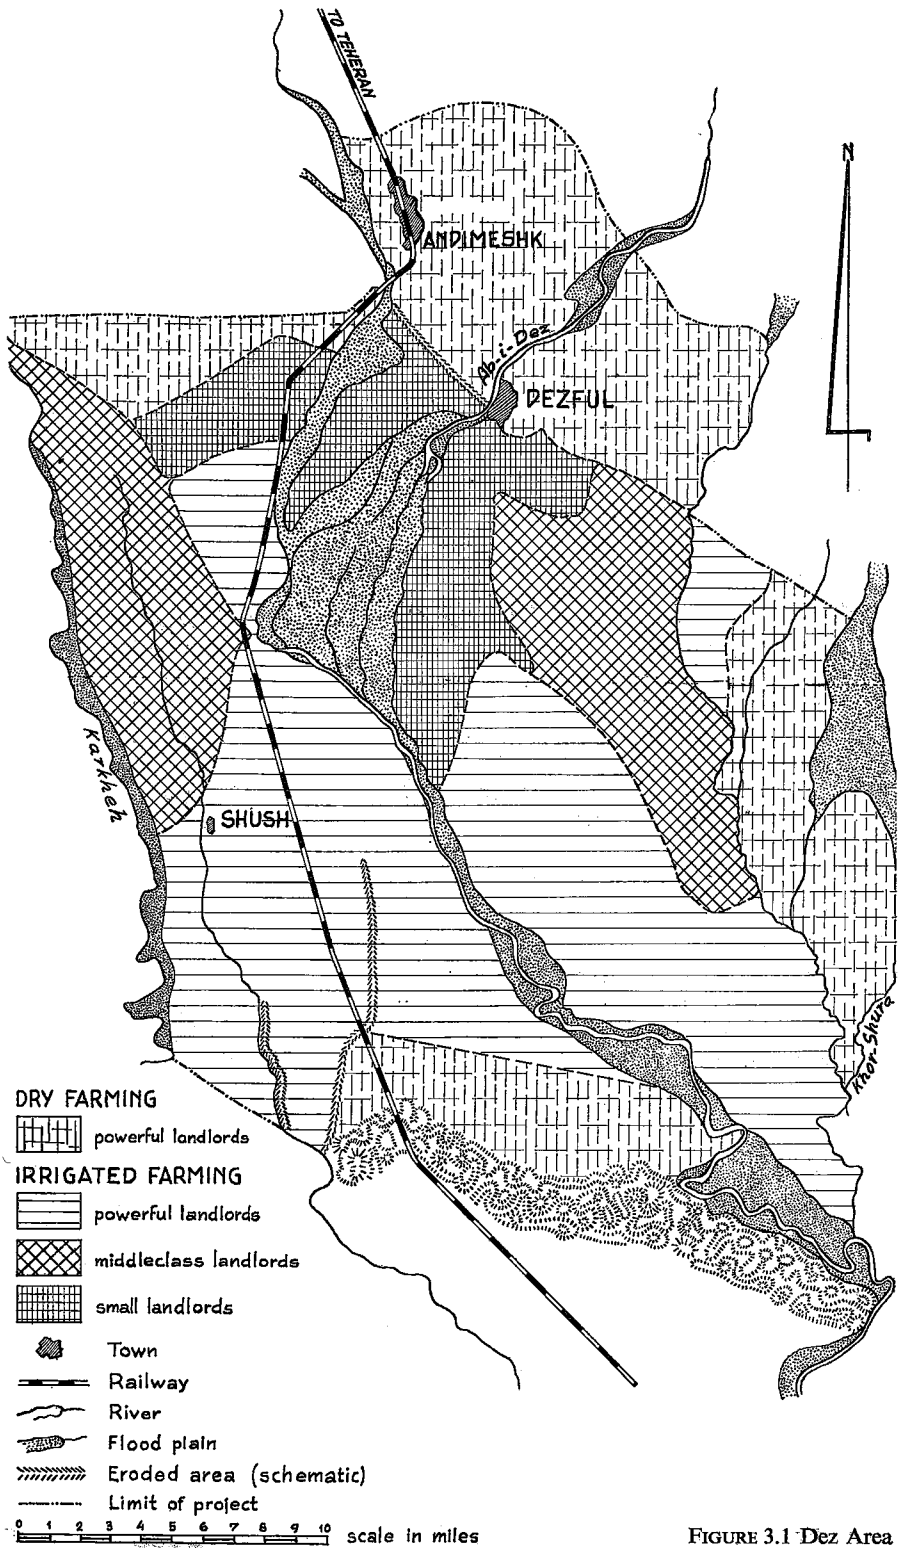 TO TEHERAN
N
ANDIMESHK
Ab-i-Dez
DEZFUL
Karkheh
SHUSH
Khor-Shura
DRY FARMING
powerful landlords
IRRIGATED FARMING
powerful landlords
middleclass landlords
small landlords
Town
Railway
River
Flood plain
Eroded area (schematic)
Limit of project
0 1 2 3 4 5 6 7 8 9 10 scale in miles
FIGURE 3.1 Dez Area